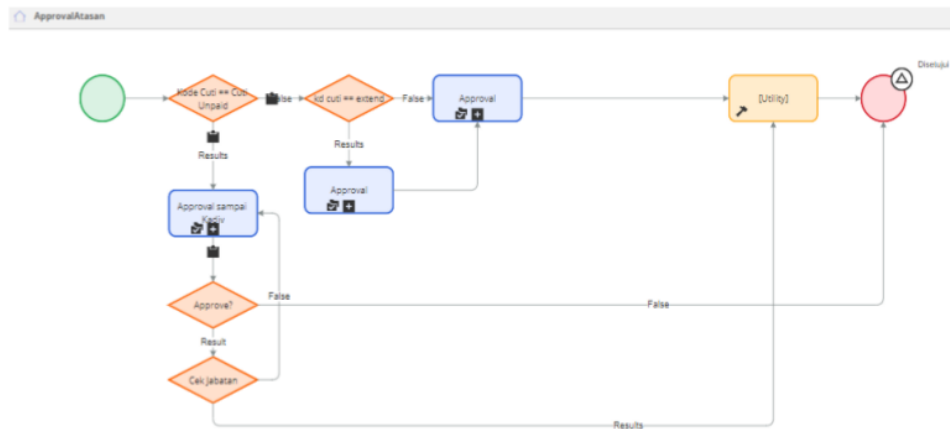 ApprovalAtasan
Disetujui
Kode Cuti == Cuti
Unpaid
kd cuti == extend
False
Approval
[Utility]
Results
Results
Approval
Approval sampai
Kadiv
False
Approve?
False
Result
Cek Jabatan
Results